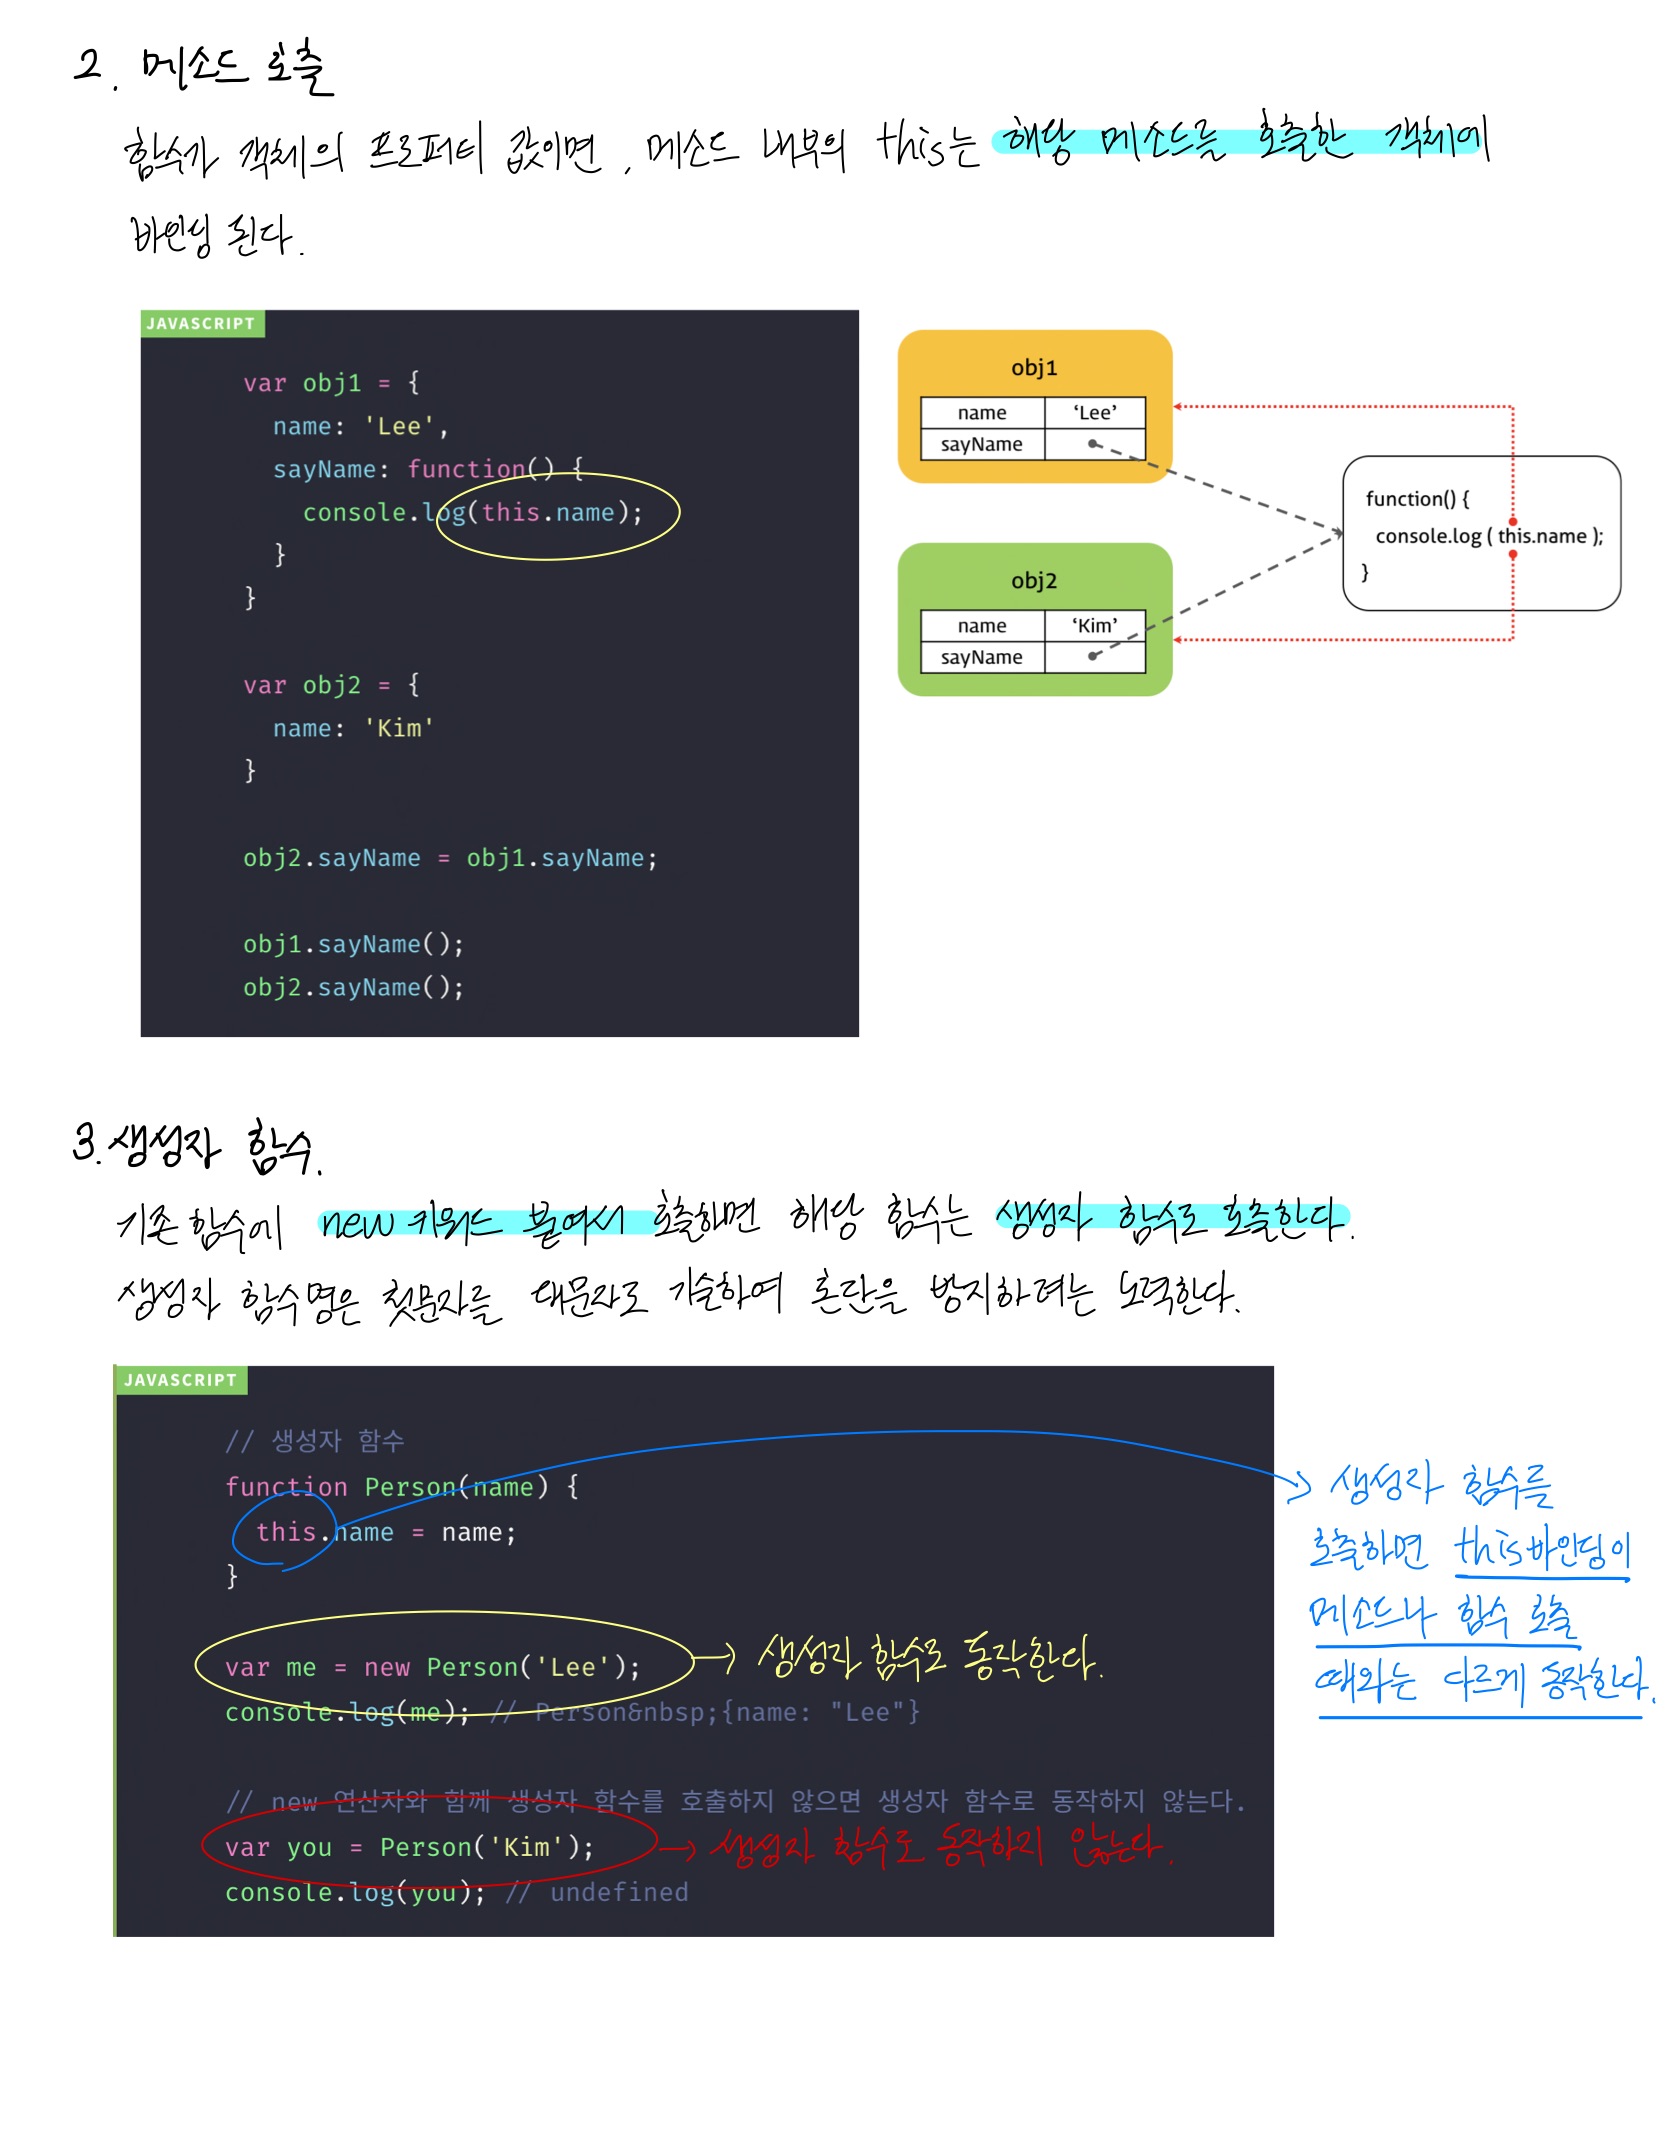 2. 메소드 호출
함수가 객체의 프로퍼티 값이면, 메소드 내부의 this는 해당 메소드를 호출한 객체에
바인딩 된다.
JAVASCRIPT
var obj1 = {
  name: 'Lee',
  sayName: function() {
    console.log(this.name);
  }
}
var obj2 = {
  name: 'Kim'
}
obj2.sayName = obj1.sayName;
obj1.sayName();
obj2.sayName();
obj1
name ‘Lee’
sayName
obj2
name ‘Kim’
sayName
function() {
console.log ( this.name );
}
3. 생성자 함수.
기존 함수에 new 키워드 붙여서 호출하면 해당 함수는 생성자 함수로 호출한다.
생성자 함수명은 첫문자를 대문자로 기술하여 혼란을 방지하려는 노력한다.
JAVASCRIPT
// 생성자 함수
function Person(name) {
  this.name = name;
}
var me = new Person('Lee');
→ 생성자 함수로 동작한다.
console.log(me); // Person&nbsp;{name: "Lee"}
// new 연산자와 함께 생성자 함수를 호출하지 않으면 생성자 함수로 동작하지 않는다.
var you = Person('Kim');
→ 생성자 함수로 동작하지 않는다.
console.log(you); // undefined
→ 생성자 함수를
호출하면 this바인딩이
메소드나 함수 호출
때와는 다르게 동작한다.